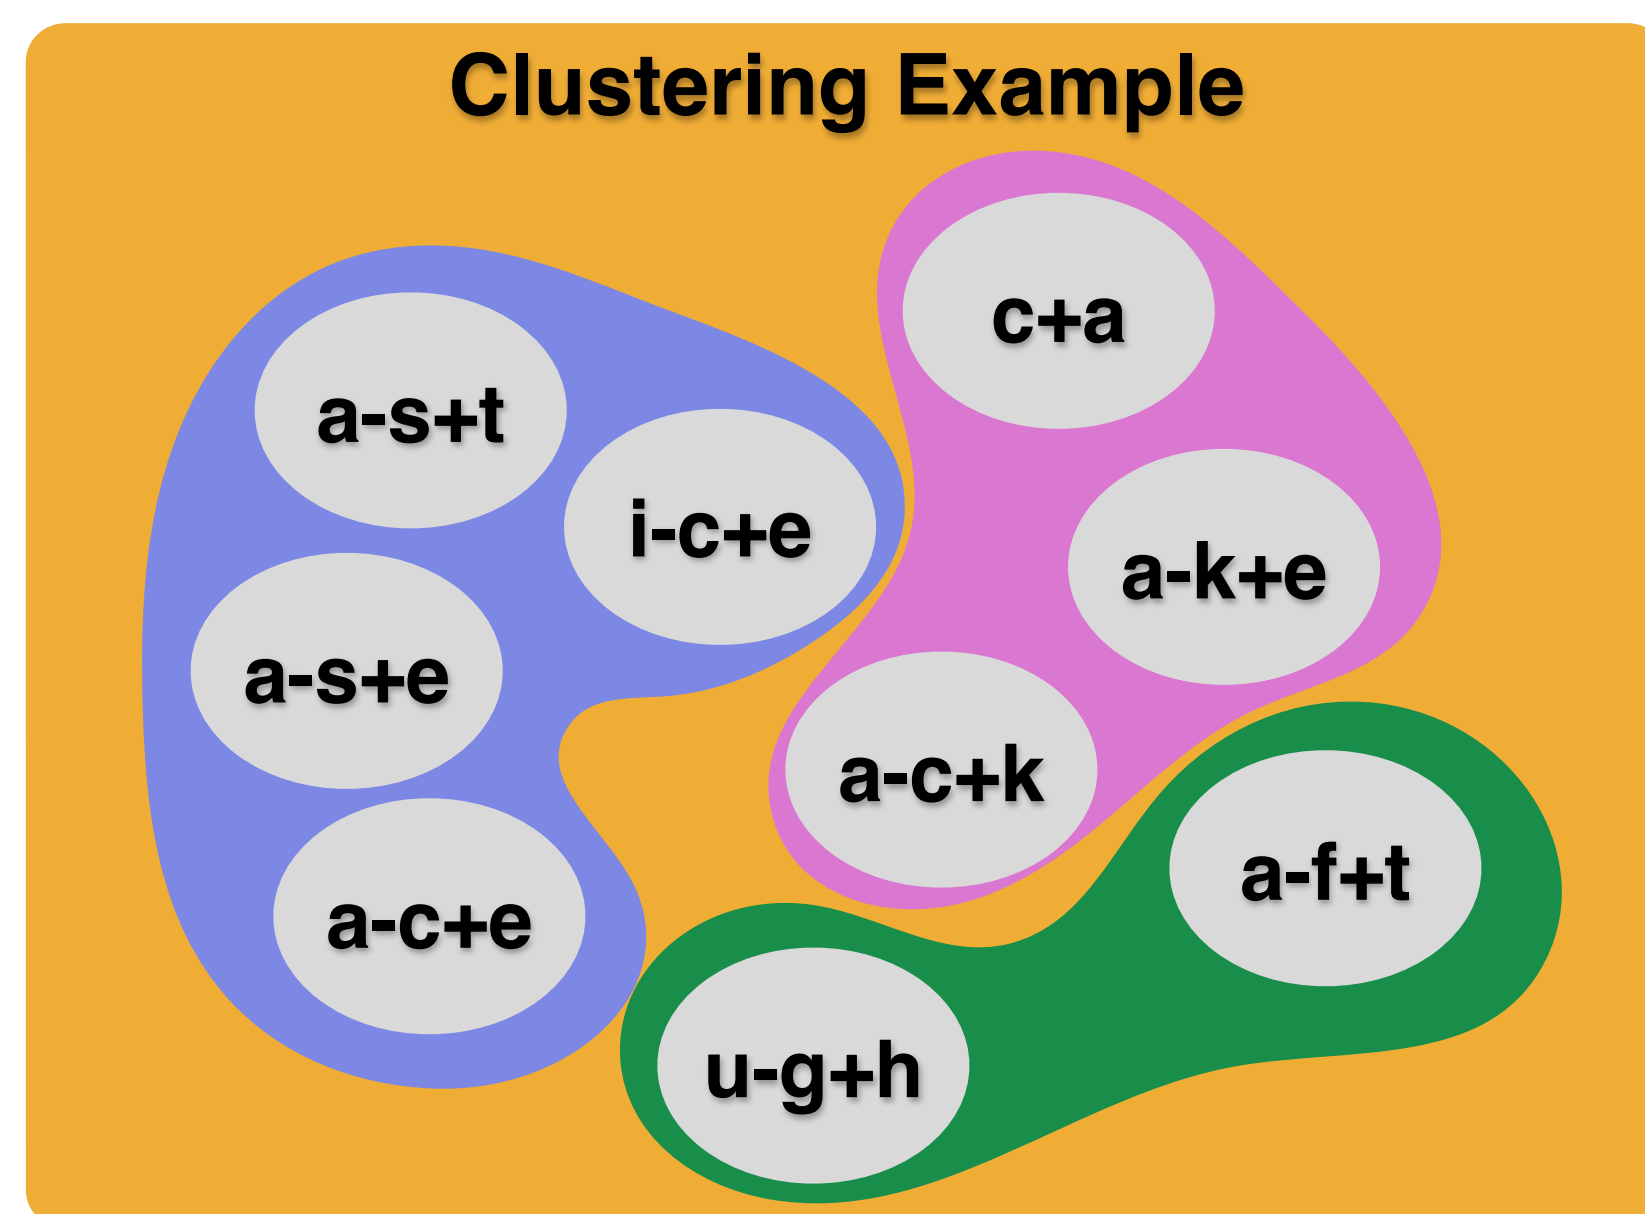 Clustering Example
a-s+t
i-c+e
a-s+e
a-c+e
c+a
a-k+e
a-c+k
a-f+t
u-g+h